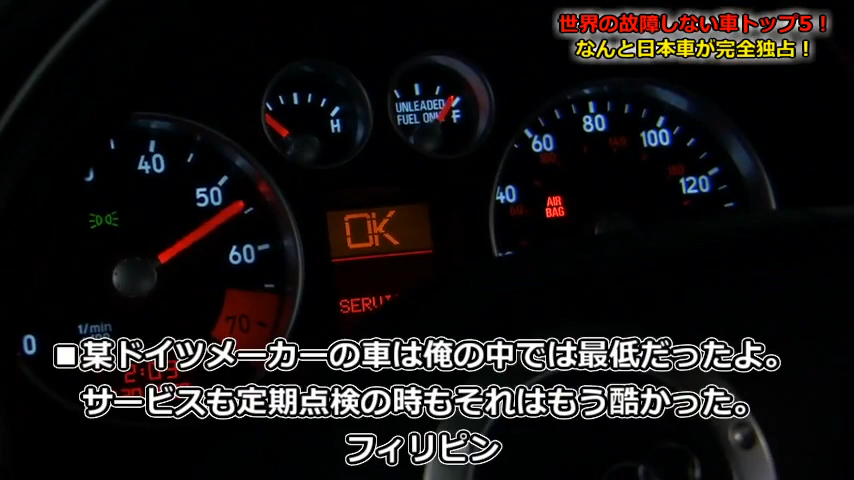 世界の故障しない車トップ5！
なんと日本車が完全独占！
H
UNLEADED
FUEL ONLY
F
40
50
60
70
0
1/min
40
60
80
100
120
AIR
BAG
OK
2:03
■某ドイツメーカーの車は俺の中では最低だったよ。
サービスも定期点検の時もそれはもう酷かった。
フィリピン